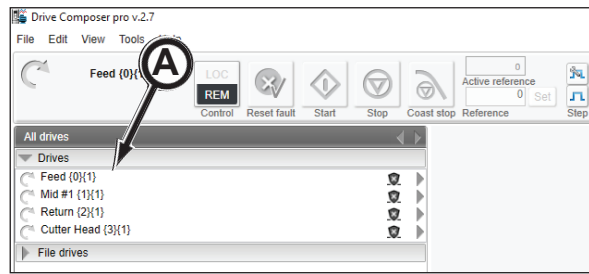 Drive Composer pro v.2.7
File Edit View Tools
Feed {0}{1}
A
LOC
REM
Control
Reset fault
Start
Stop
Coast stop
0
Active reference
0
Set
Reference
Step
All drives
Drives
Feed {0}{1}
Mid #1 {1}{1}
Return {2}{1}
Cutter Head {3}{1}
File drives